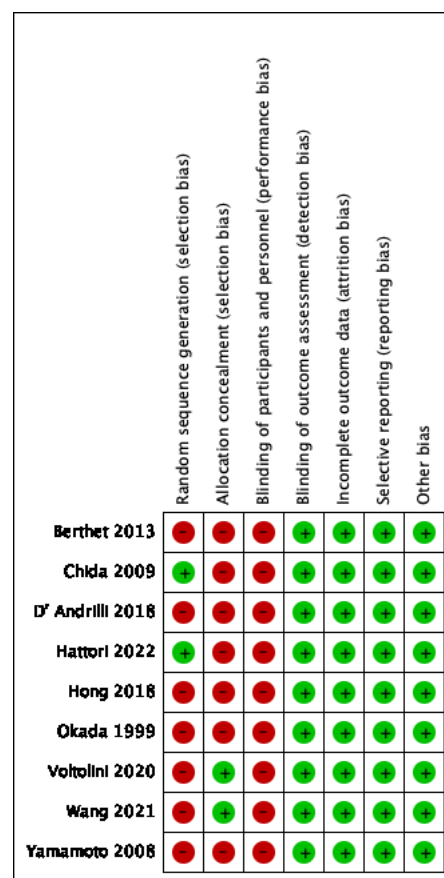 Random sequence generation (selection bias)
Allocation concealment (selection bias)
Blinding of participants and personnel (performance bias)
Blinding of outcome assessment (detection bias)
Incomplete outcome data (attrition bias)
Selective reporting (reporting bias)
Other bias
Berthet 2013 - - - + + + +
Chida 2009 + - - + + + +
D' Andrilli 2018 - - - + + + +
Hattori 2022 + - - + + + +
Hong 2018 - - - + + + +
Okada 1999 - - - + + + +
Voltolini 2020 - + - + + + +
Wang 2021 - + - + + + +
Yamamoto 2008 - - - + + + +